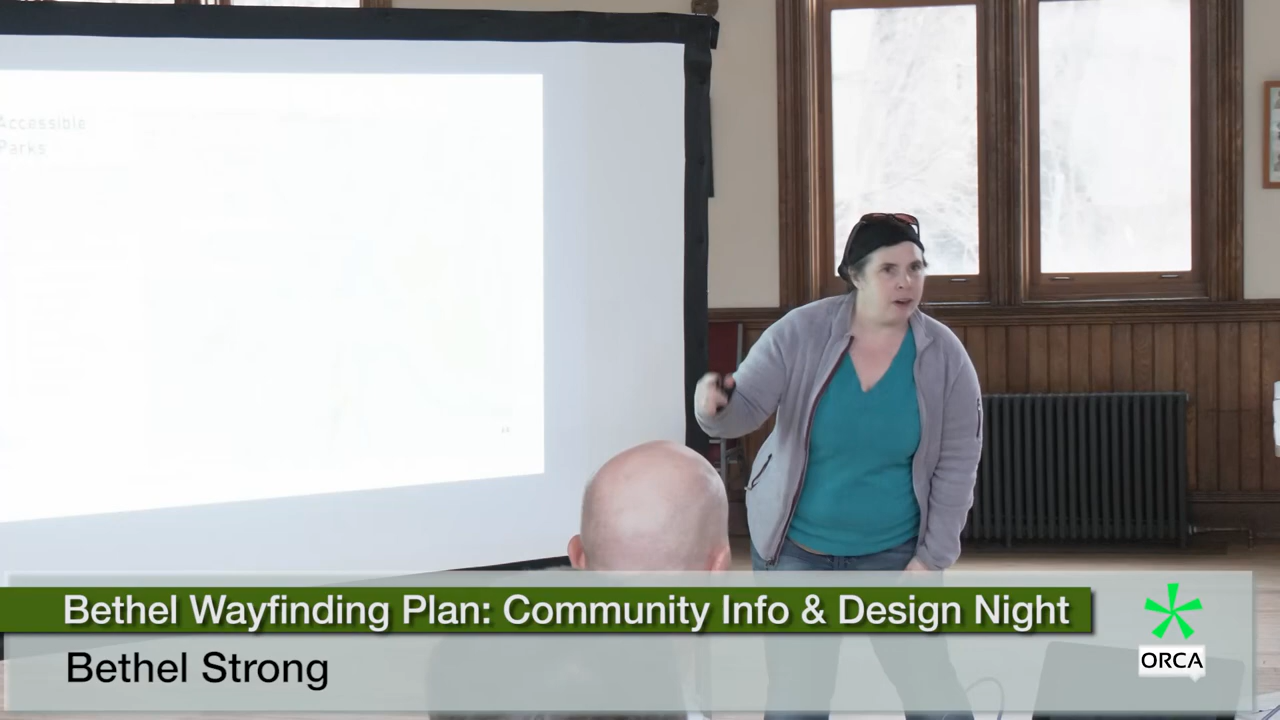 Accessible
Parks
Bethel Wayfinding Plan: Community Info & Design Night
Bethel Strong
ORCA